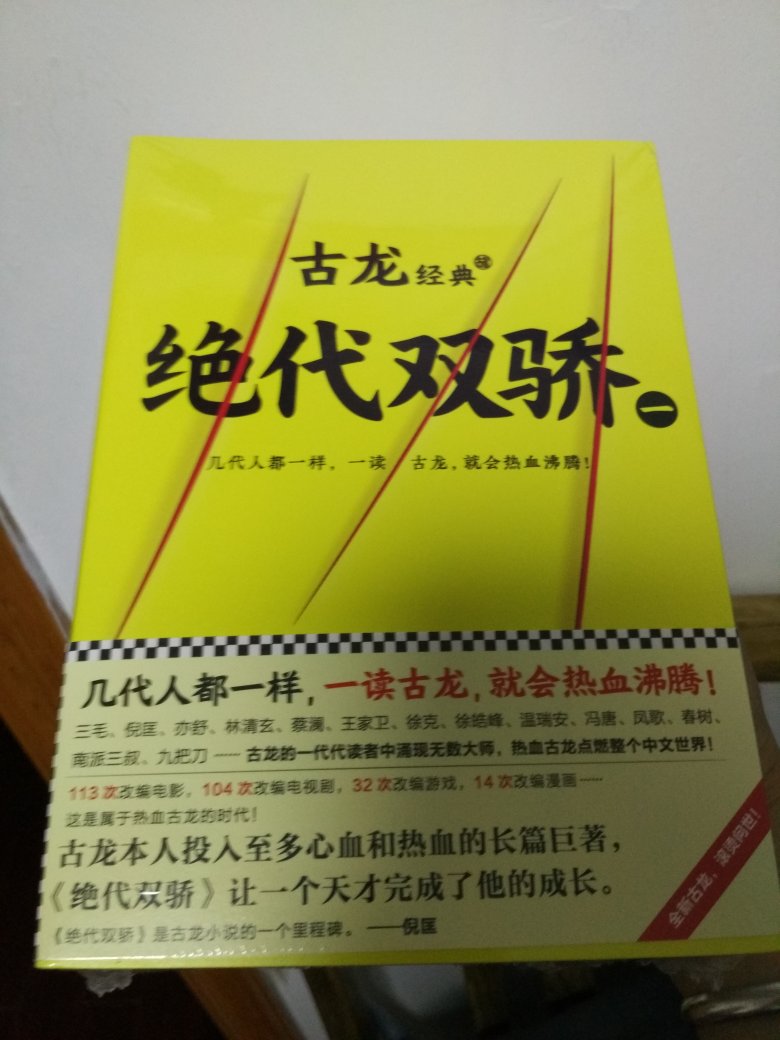 古龙经典
绝代双骄 一
几代人都一样，一读 古龙，就会热血沸腾！
几代人都一样，一读古龙，就会热血沸腾！
三毛、倪匡、亦舒、林清玄、蔡澜、王家卫、徐克、徐皓峰、温瑞安、冯唐、凤歌、春树、
南派三叔、九把刀……古龙的一代代读者中涌现无数大师，热血古龙点燃整个中文世界！
113次改编电影，104次改编电视剧，32次改编游戏，14次改编漫画……
这是属于热血古龙的时代！
古龙本人投入至多心血和热血的长篇巨著，
《绝代双骄》让一个天才完成了他的成长。
《绝代双骄》是古龙小说的一个里程碑。——倪匡
全新古龙，滚读问世！